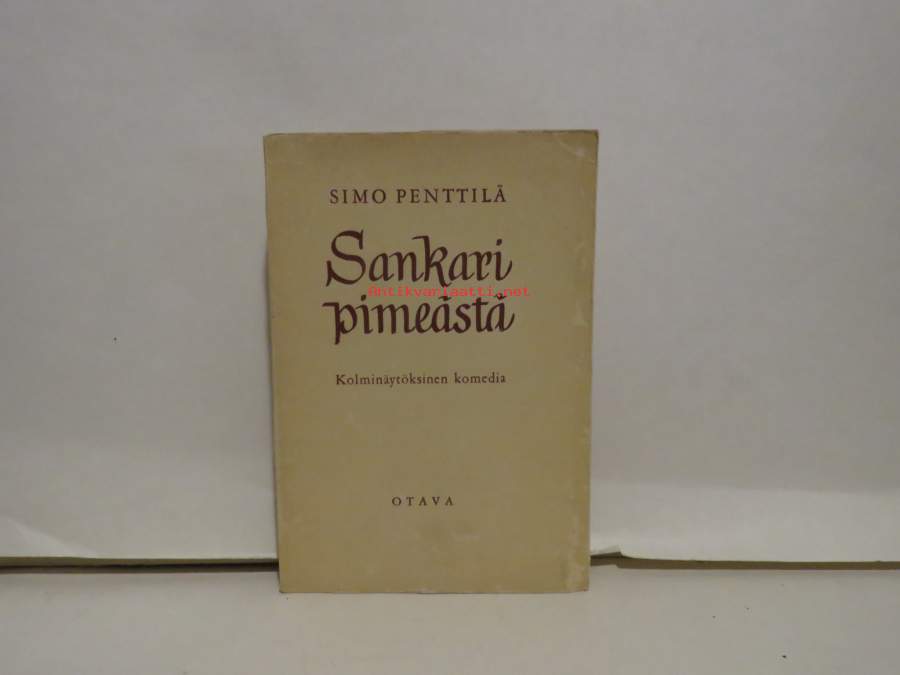 SIMO PENTTILÄ
Sankari
Antikvariaatti.net
pimeästä
Kolminäytöksinen komedia
OTAVA